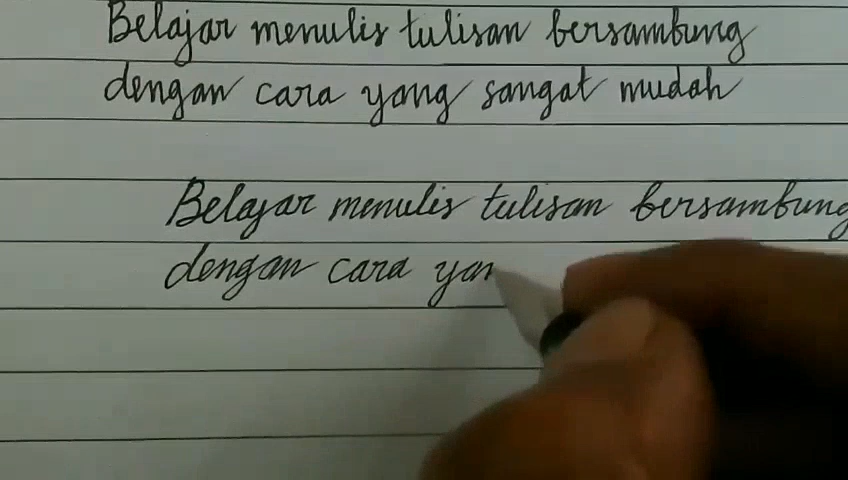 Belajar menulis tulisan bersambung
dengan cara yang sangat mudah
Belajar menulis tulisan bersambung
dengan cara yan